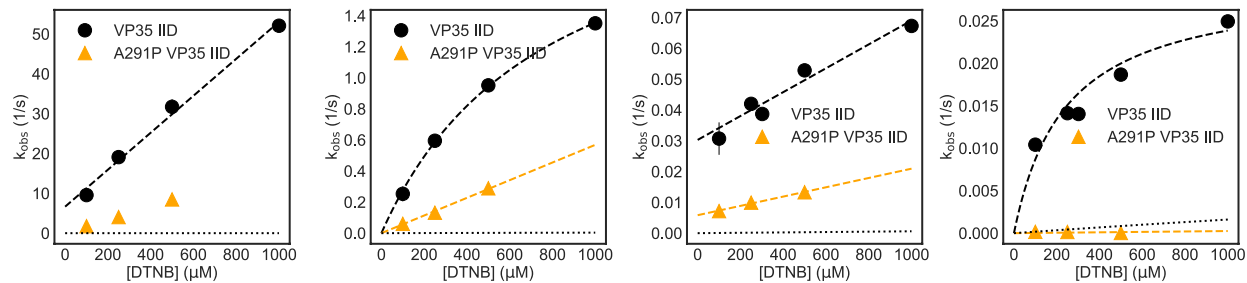 50
40
30
20
10
0
k_obs (1/s)
VP35 IID
A291P VP35 IID
0 200 400 600 800 1000
[DTNB] (μM)
1.4
1.2
1.0
0.8
0.6
0.4
0.2
0.0
k_obs (1/s)
VP35 IID
A291P VP35 IID
0 200 400 600 800 1000
[DTNB] (μM)
0.07
0.06
0.05
0.04
0.03
0.02
0.01
0.00
k_obs (1/s)
VP35 IID
A291P VP35 IID
0 200 400 600 800 1000
[DTNB] (μM)
0.025
0.020
0.015
0.010
0.005
0.000
k_obs (1/s)
VP35 IID
A291P VP35 IID
0 200 400 600 800 1000
[DTNB] (μM)